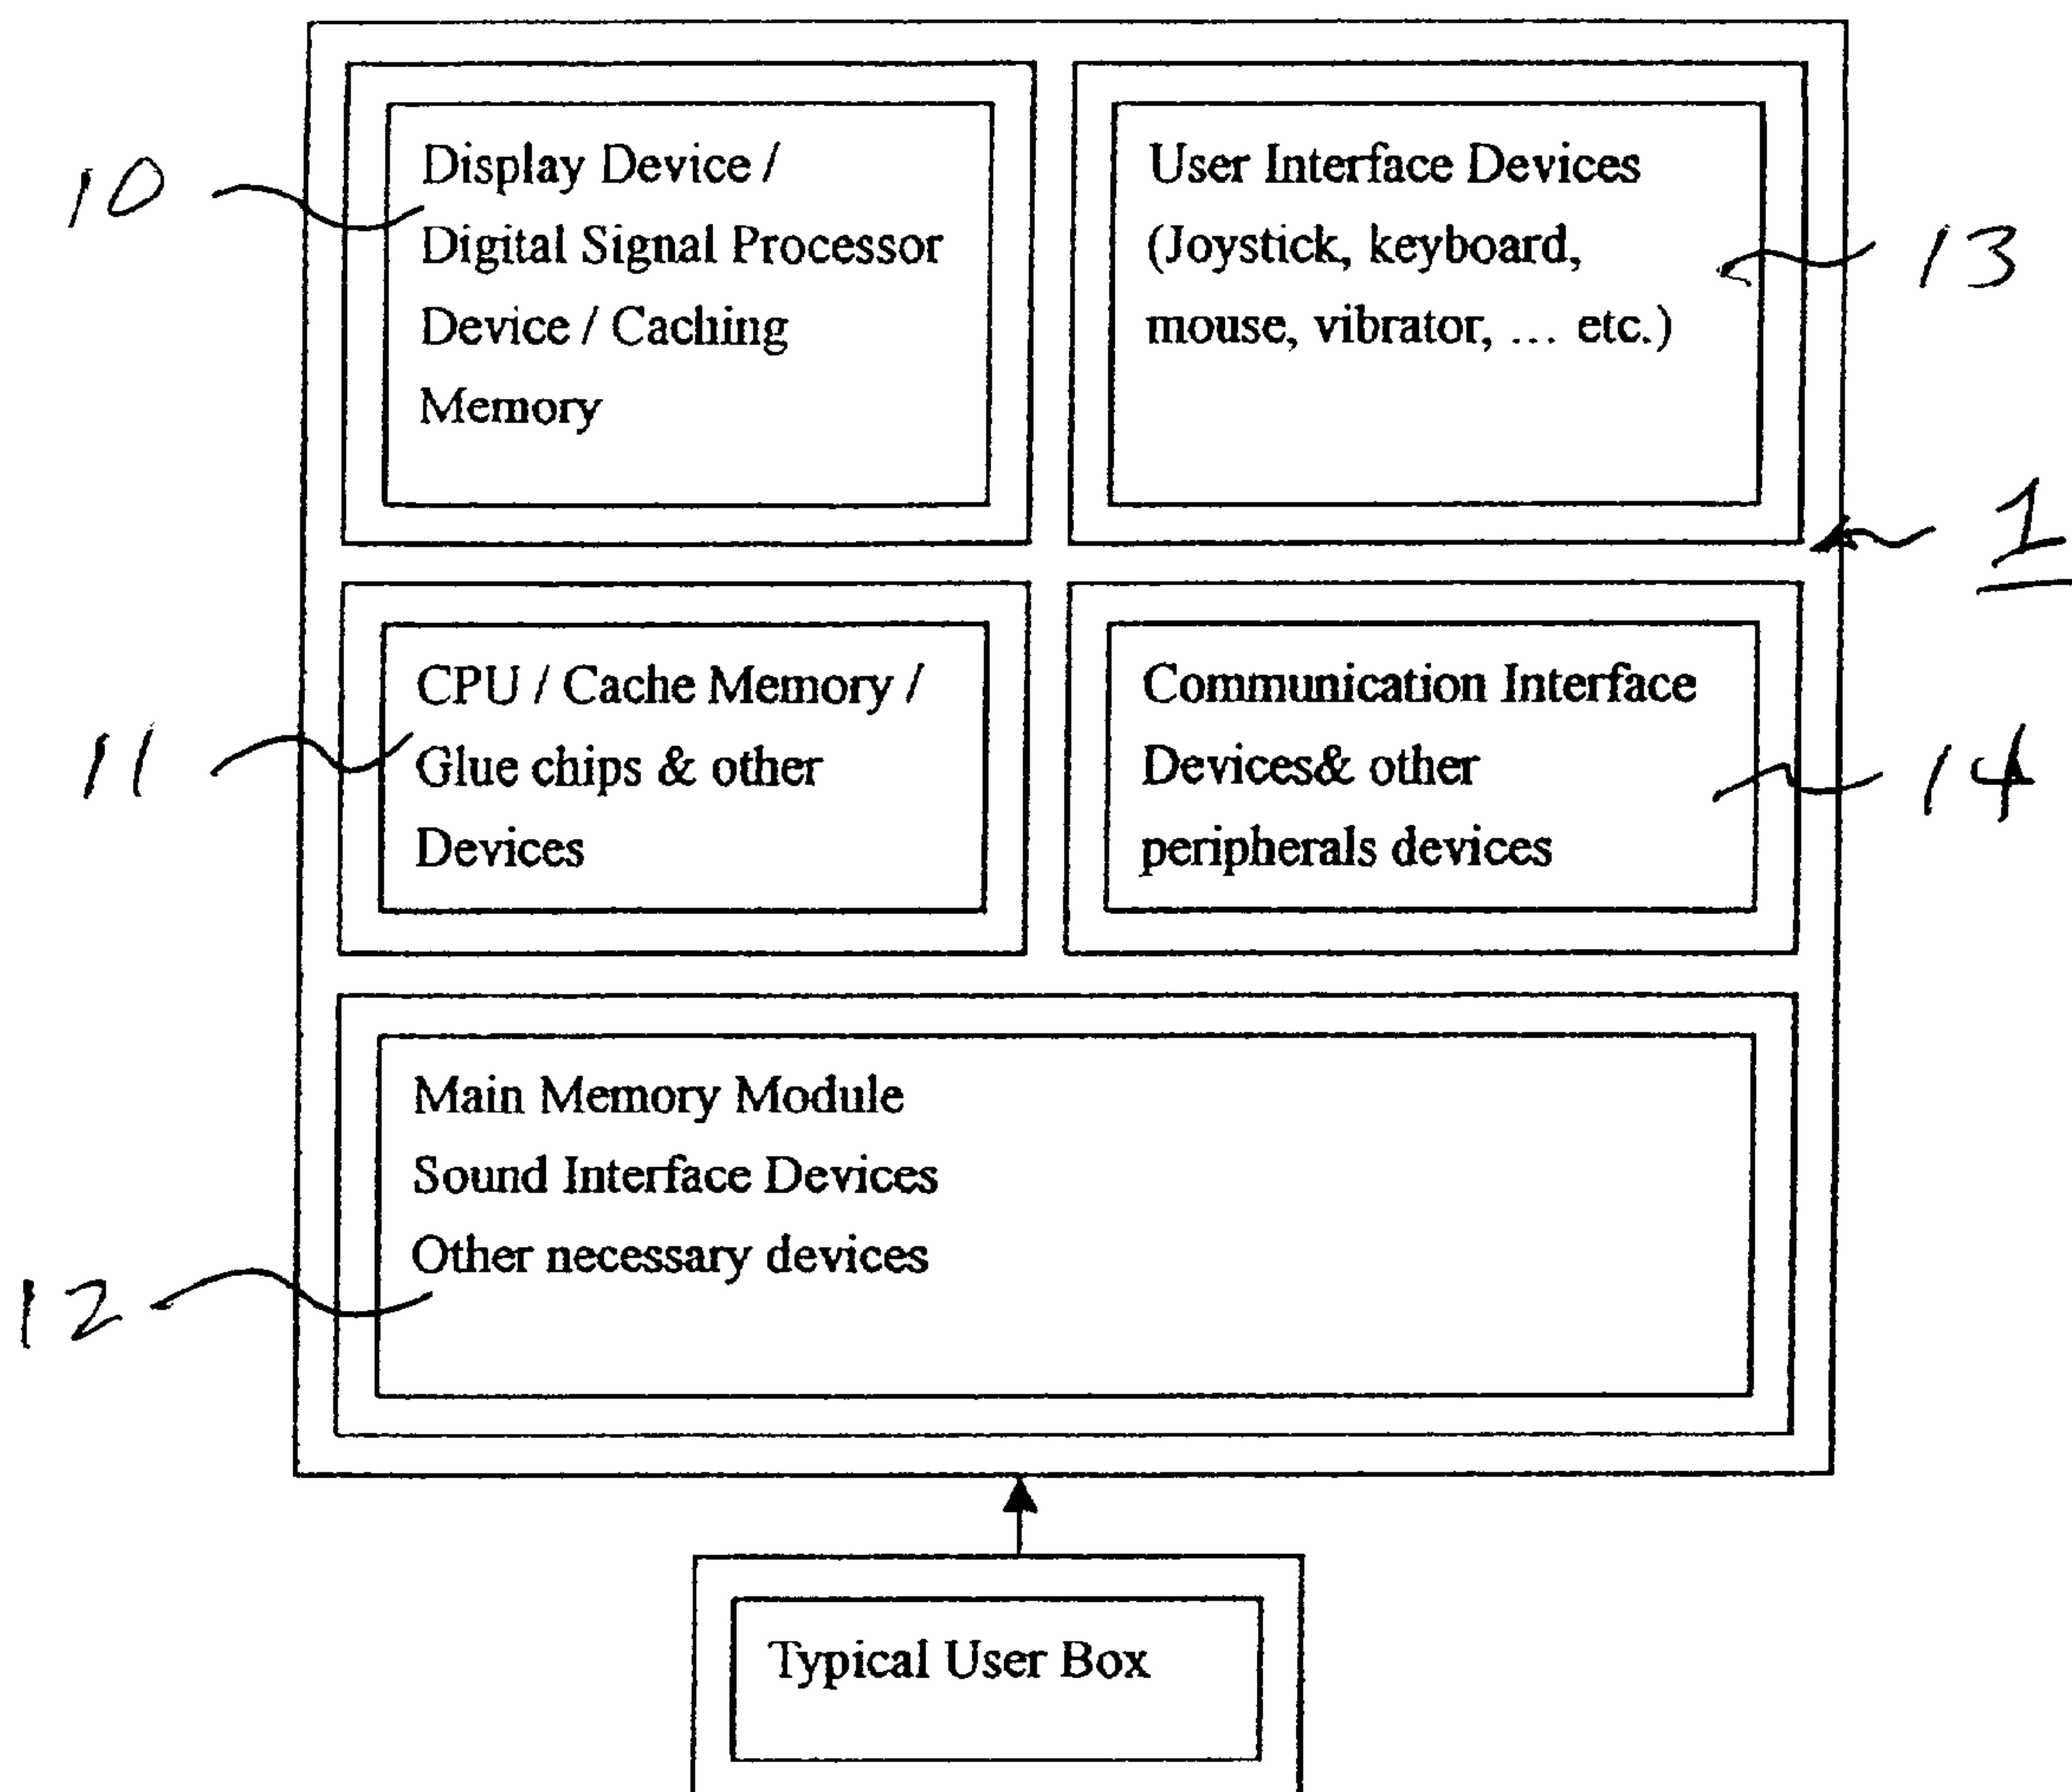 10
Display Device /
Digital Signal Processor
Device / Caching
Memory
User Interface Devices
(Joystick, keyboard,
mouse, vibrator, ... etc.)
13
1
11
CPU / Cache Memory /
Glue chips & other
Devices
Communication Interface
Devices& other
peripherals devices
14
Main Memory Module
Sound Interface Devices
Other necessary devices
12
Typical User Box